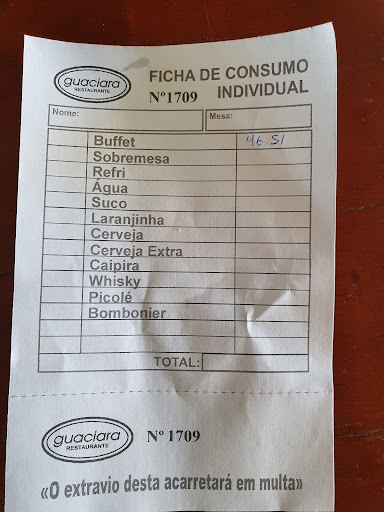 guaciara
RESTAURANTE
FICHA DE CONSUMO
Nº1709 INDIVIDUAL
Nome: Mesa:
Buffet 46.51
Sobremesa
Refri
Água
Suco
Laranjinha
Cerveja
Cerveja Extra
Caipira
Whisky
Picolé
Bombonier
TOTAL:
guaciara
RESTAURANTE
Nº 1709
«O extravio desta acarretará em multa»